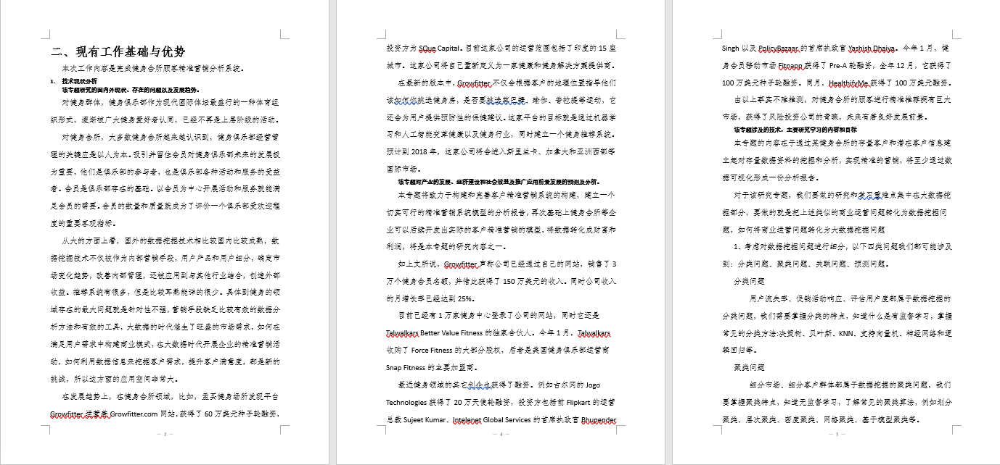 二、现有工作基础与优势
本次工作内容是完成健身会所顾客精准营销分析系统。
1. 技术现状分析
该专题研究的国内外现状、存在的问题以及发展趋势。
对健身群体，健身俱乐部作为现代国际体坛最盛行的一种体育组
织形式，逐渐被广大健身爱好者认同，已经不再是上层阶级的活动。
对健身会所，大多数健身会所越来越认识到，健身俱乐部经营管
理的关键应是以人为本。吸引并留住会员对健身俱乐部未来的发展极
为重要，他们是俱乐部的参与者，也是俱乐部各种活动和服务的受益
者。会员是俱乐部存在的基础。以会员为中心开展活动和服务就能满
足会员的需要。会员的数量和质量就成为了评价一个俱乐部受欢迎程
度的重要客观指标。
从大的方面上看，国外的数据挖掘技术相比较国内比较成熟，数
据挖掘技术不仅被作为内部营销手段，用户产品和用户细分，确定市
场变化趋势，改善内部管理，还被应用到与其他行业结合，创造外部
收益。推荐系统有很多，但是比较耳熟能详的很少。具体到健身的领
域存在的最大问题就是针对性不强，营销手段缺乏比较有效的数据分
析方法和有效的工具，大数据的时代催生了旺盛的市场需求，如何在
满足用户需求中构建商业模式，在大数据时代开展企业的精准营销活
动，如何利用数据信息来挖掘客户需求，提升客户满意度，都是新的
挑战，所以这方面的应用空间非常大。
在发展趋势上，在健身会所领域，比如，孟买健身场所发现平台
Growfitter 运营着 Growfitter.com 网站，获得了 60 万美元种子轮融资，
— 3 —
投资方为 SQue Capital。目前这家公司的运营范围包括了印度的 15 座
城市。这家公司将自己重新定义为一家健康和健身解决方案提供商。
在最新的版本中，Growfitter 不仅会根据客户的地理位置指导他们
该如何你挑选健身房，是否要挑选尊巴舞、瑜伽、普拉提等运动，它
还会为用户提供预防性的保健建议。这家平台的目标就是通过机器学
习和人工智能变革健康以及健身行业，同时建立一个健身推荐系统。
预计到 2018 年，这家公司将会进入斯里兰卡、加拿大和亚洲西部等
国际市场。
该专题对产业的发展、经济建设和社会效益及推广应用前景发展的预测及分析。
本专题将致力于构建和完善客户精准营销系统的构建，建立一个
切实可行的精准营销系统模型的分析报告，再次基础上健身会所等企
业可以后续开发出实际的客户精准营销的模型，将数据转化成财富和
利润，将是本专题的研究内容之一。
如上文所说，Growfitter 声称公司已经通过自己的网站，销售了 3
万个健身会员名额，并借此获得了 150 万美元的收入。同时公司收入
的月增长率已经达到 25%。
目前已经有 1 万家健身中心登录了公司的网站，同时它还是
Talwalkars Better Value Fitness 的独家合伙人。今年 1 月，Talwalkars
收购了 Force Fitness 的大部分股权，后者是美国健身俱乐部运营商
Snap Fitness 的主要加盟商。
最近健身领域的其它创企也获得了融资。例如古尔冈的 Jogo
Technologies 获得了 20 万天使轮融资，投资方包括前 Flipkart 的运营
总裁 Sujeet Kumar、Intelenet Global Services 的首席执政官 Bhupender
— 4 —
Singh 以及 PolicyBazaar 的首席执政官 Yashish Dhaiya。今年 1 月，健
身会员移动市场 Fitnapp 获得了 Pre-A 轮融资，全年 12 月，它获得了
100 万美元种子轮融资。同月，HealthifyMe 获得了 100 万美元融资。
由以上事实不难推测，对健身会所的顾客进行精准推荐拥有巨大
市场，获得了风险投资公司的青睐，未来有着良好发展前景。
该专题涉及的技术，主要研究学习的内容和目标
本专题的内容在于通过某健身会所的存量客户和潜在客户信息建
立起对存量数据资料的挖掘和分析，实现精准的营销，将至少通过数
据可视化形成一份分析报告。
对于该研究专题，我们要做的研究和学习重难点集中在大数据挖
掘部分，要做的就是把上述类似的商业运营问题转化为数据挖掘问
题，如何将商业运营问题转化为大数据挖掘问题
1、考虑对数据挖掘问题进行细分，以下四类问题我们都可能涉及
到：分类问题、聚类问题、关联问题、预测问题。
分类问题
用户流失率、促销活动响应、评估用户度都属于数据挖掘的
分类问题，我们需要掌握分类的特点，知道什么是有监督学习，掌握
常见的分类方法:决策树、贝叶斯、KNN、支持向量机、神经网络和逻
辑回归等。
聚类问题
细分市场、细分客户群体都属于数据挖掘的聚类问题，我们
要掌握聚类特点，知道无监督学习，了解常见的聚类算法，例如划分
聚类、层次聚类、密度聚类、网格聚类、基于模型聚类等。
— 5 —